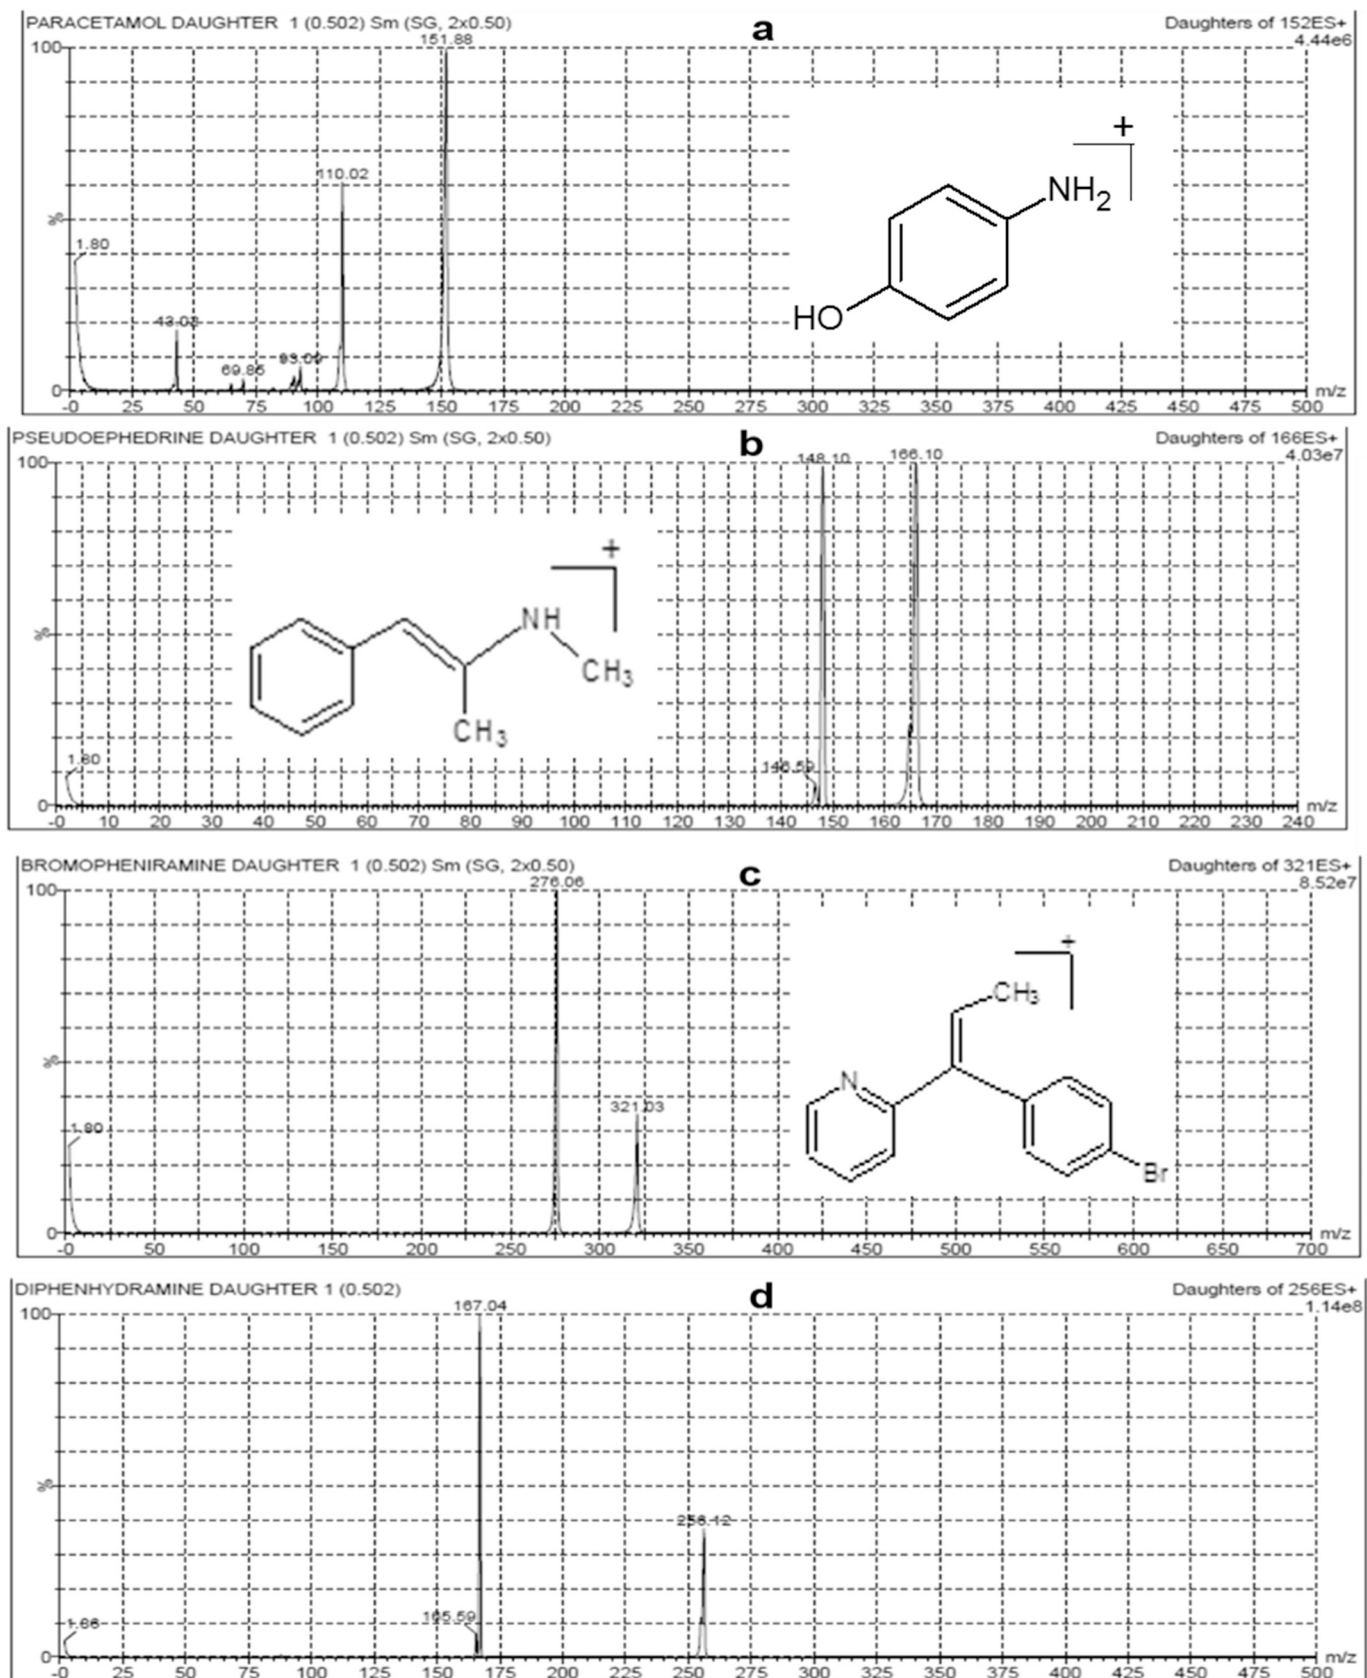 PARACETAMOL DAUGHTER 1 (0.502) Sm (SG, 2x0.50) a Daughters of 152ES+
151.88 4.44e6
100
+
110.02 NH2
%
1.80
HO
43.03
69.85 93.09
0 m/z
-0 25 50 75 100 125 150 175 200 225 250 275 300 325 350 375 400 425 450 475 500
PSEUDOEPHEDRINE DAUGHTER 1 (0.502) Sm (SG, 2x0.50) b Daughters of 166ES+
148.10 166.10 4.03e7
100
+
NH
%
CH3
CH3
1.80 146.59
0 m/z
-0 10 20 30 40 50 60 70 80 90 100 110 120 130 140 150 160 170 180 190 200 210 220 230 240
BROMOPHENIRAMINE DAUGHTER 1 (0.502) Sm (SG, 2x0.50) c Daughters of 321ES+
276.06 8.52e7
100
+
CH3
%
N
321.03
1.80
Br
0 m/z
-0 50 100 150 200 250 300 350 400 450 500 550 600 650 700
DIPHENHYDRAMINE DAUGHTER 1 (0.502) d Daughters of 256ES+
167.04 1.14e8
100
%
256.12
165.59
0 m/z
-0 25 50 75 100 125 150 175 200 225 250 275 300 325 350 375 400 425 450 475 500